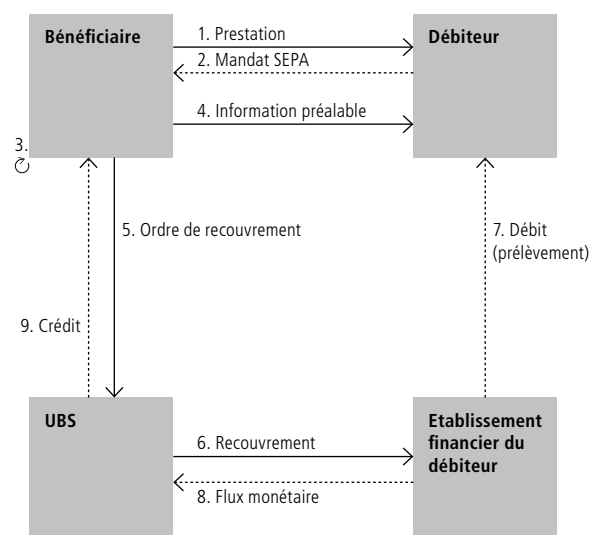 Bénéficiaire
1. Prestation
Débiteur
2. Mandat SEPA
4. Information préalable
3.
5. Ordre de recouvrement
7. Débit
(prélèvement)
9. Crédit
UBS
Etablissement
financier du
débiteur
6. Recouvrement
8. Flux monétaire